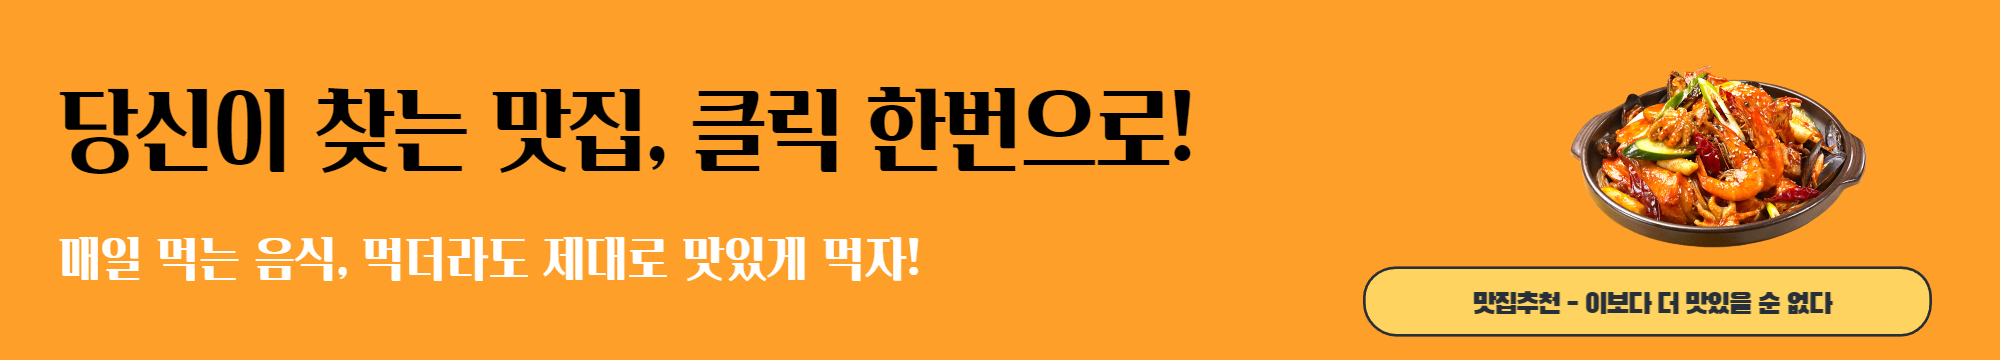 당신이 찾는 맛집, 클릭 한번으로!
매일 먹는 음식, 먹더라도 제대로 맛있게 먹자!
맛집추천 - 이보다 더 맛있을 순 없다